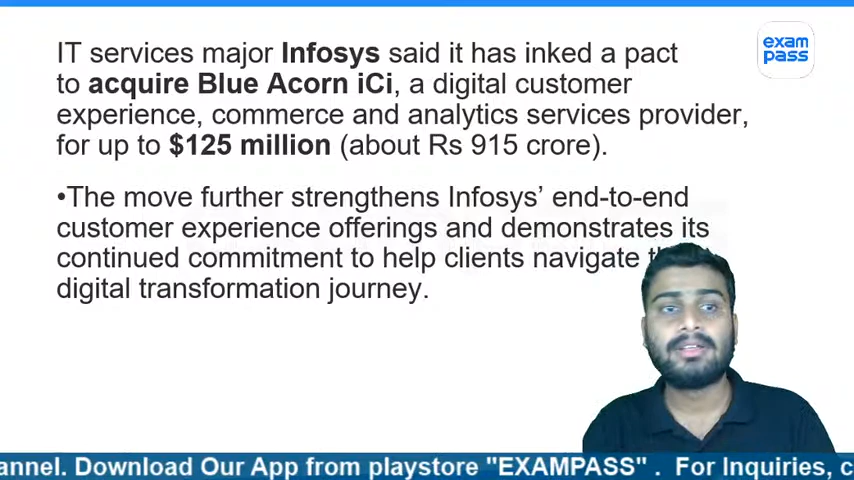 IT services major Infosys said it has inked a pact
to acquire Blue Acorn iCi, a digital customer
experience, commerce and analytics services provider,
for up to $125 million (about Rs 915 crore).
•The move further strengthens Infosys’ end-to-end
customer experience offerings and demonstrates its
continued commitment to help clients navigate
digital transformation journey.
exam
pass
annel. Download Our App from playstore "EXAMPASS" . For Inquiries, c